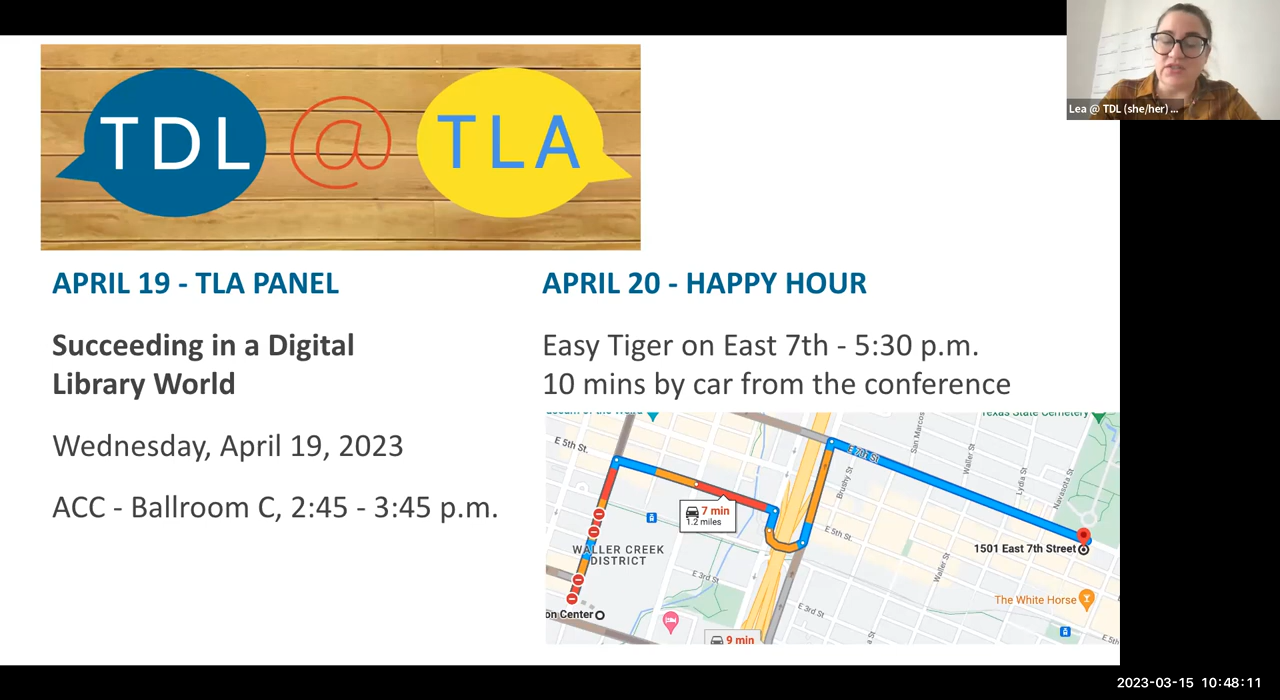 TDL @ TLA
Lea @ TDL (she/her) ...
APRIL 19 - TLA PANEL
Succeeding in a Digital
Library World
Wednesday, April 19, 2023
ACC - Ballroom C, 2:45 - 3:45 p.m.
APRIL 20 - HAPPY HOUR
Easy Tiger on East 7th - 5:30 p.m.
10 mins by car from the conference
Texas State Cemetery
E 5th St.
E 7th St
San Marcos
Waller St
Lydia St
Navasota St
Brushy St
7 min
1.2 miles
E 5th St.
1501 East 7th Street
WALLER CREEK
DISTRICT
Waller St
E 3rd St
The White Horse
on Center
E 3rd St
9 min
E 5th
2023-03-15 10:48:11